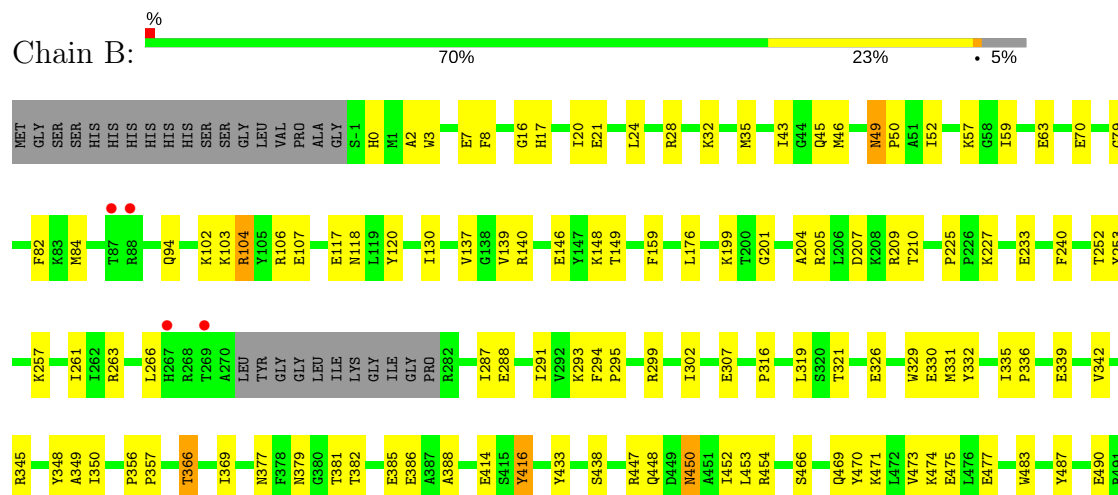 %
Chain B:
70% 23% • 5%
MET GLY SER SER HIS HIS HIS HIS HIS HIS SER SER GLY LEU VAL PRO ALA GLY S-1 H0 M1 A2 W3 E7 F8 G16 H17 I20 E21 L24 R28 K32 M35 I43 G44 Q45 M46 N49 P50 A51 I52 K57 G58 I59 E63 E70
F82 K83 M84 T87 R88 Q94 K102 K103 R104 Y105 R106 E107 E117 N118 L119 Y120 I130 V137 G138 V139 R140 E146 Y147 K148 T149 F159 L176 K199 T200 G201 A204 R205 L206 D207 K208 R209 T210 P225 P226 K227 E233 F240 T252
K257 I261 I262 R263 L266 H267 R268 T269 A270 LEU TYR GLY GLY LEU ILE LYS GLY ILE GLY PRO R282 I287 E288 I291 V292 K293 F294 P295 R299 I302 E307 P316 L319 S320 T321 E326 W329 E330 M331 Y332 I335 P336 E339 V342
R345 Y348 A349 I350 P356 P357 T366 I369 N377 F378 N379 G380 T381 T382 E385 E386 A387 A388 E414 S415 Y416 Y433 S438 R447 Q448 D449 N450 A451 I452 L453 R454 S466 Q469 Y470 K471 L472 V473 K474 E475 L476 E477 W483 Y487 E490